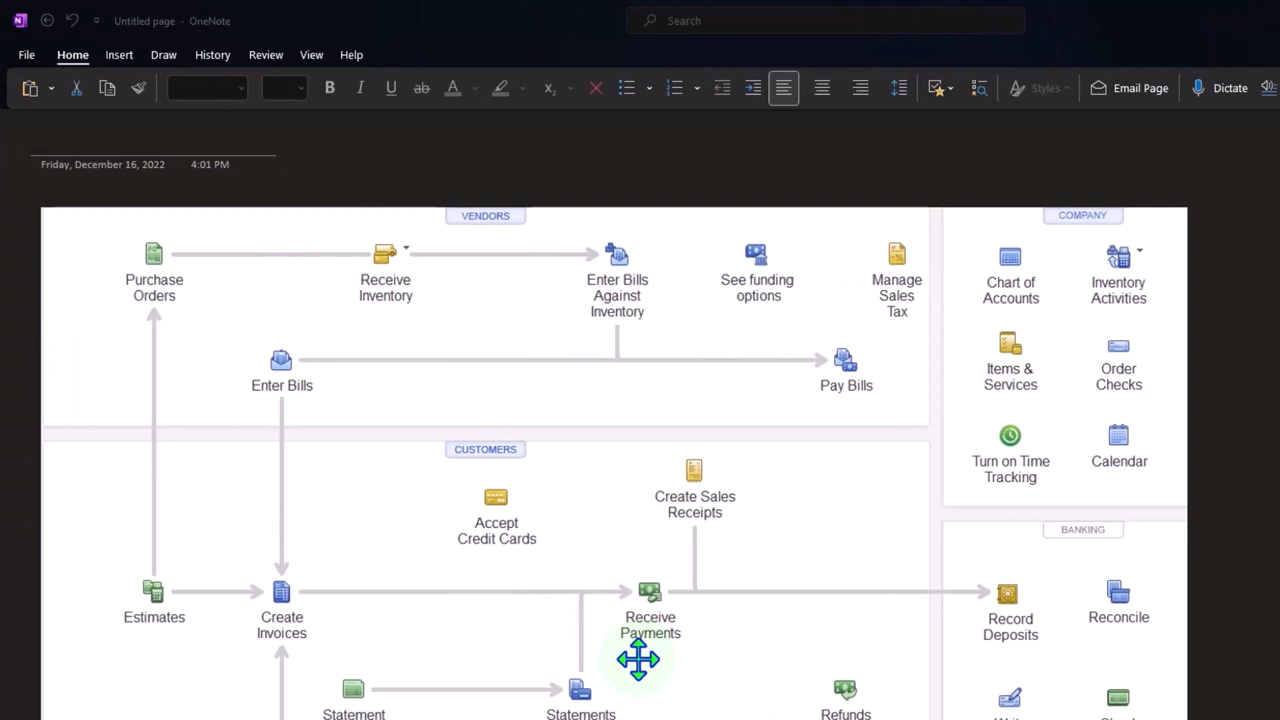 Untitled page - OneNote
Search
File
Home
Insert
Draw
History
Review
View
Help
Styles
Email Page
Dictate
Friday, December 16, 2022
4:01 PM
VENDORS
Purchase
Orders
Receive
Inventory
Enter Bills
Against
Inventory
See funding
options
Manage
Sales
Tax
Enter Bills
Pay Bills
COMPANY
Chart of
Accounts
Inventory
Activities
Items &
Services
Order
Checks
Turn on Time
Tracking
Calendar
CUSTOMERS
Accept
Credit Cards
Create Sales
Receipts
Estimates
Create
Invoices
Receive
Payments
Statement
Statements
Refunds
BANKING
Record
Deposits
Reconcile